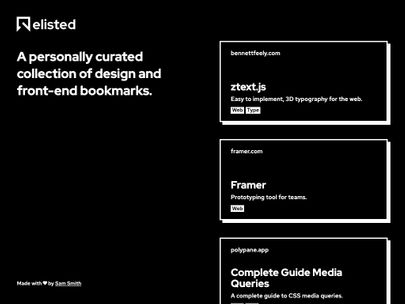 elisted
A personally curated
collection of design and
front-end bookmarks.
bennettfeely.com
ztext.js
Easy to implement, 3D typography for the web.
Web Type
framer.com
Framer
Prototyping tool for teams.
Web
polypane.app
Complete Guide Media
Queries
A complete guide to CSS media queries.
Made with ♥ by Sam Smith